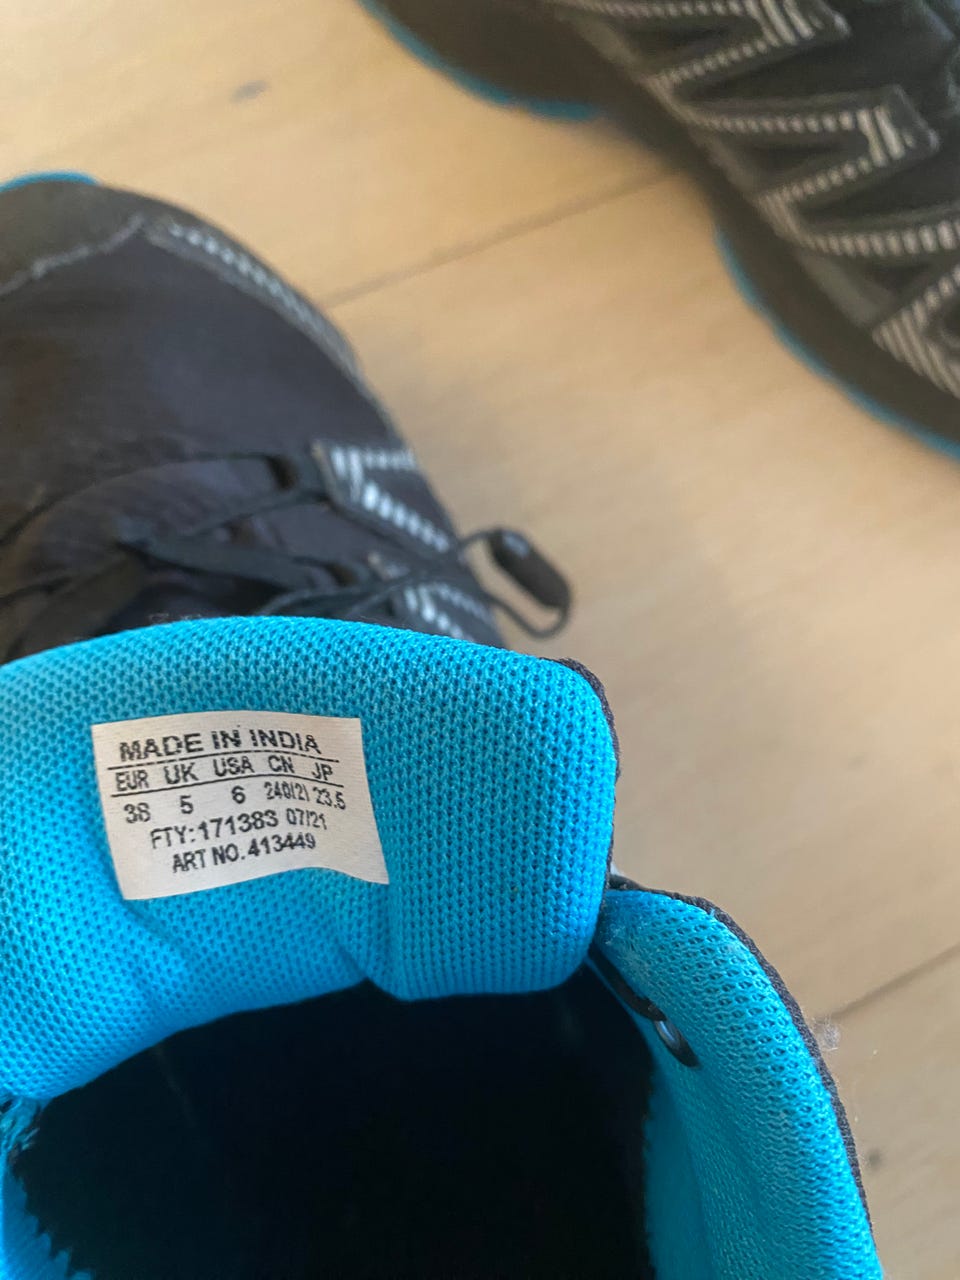 MADE IN INDIA
EUR UK USA CN JP
38 5 6 240(2) 23.5
FTY:171383 07/21
ART NO. 413449